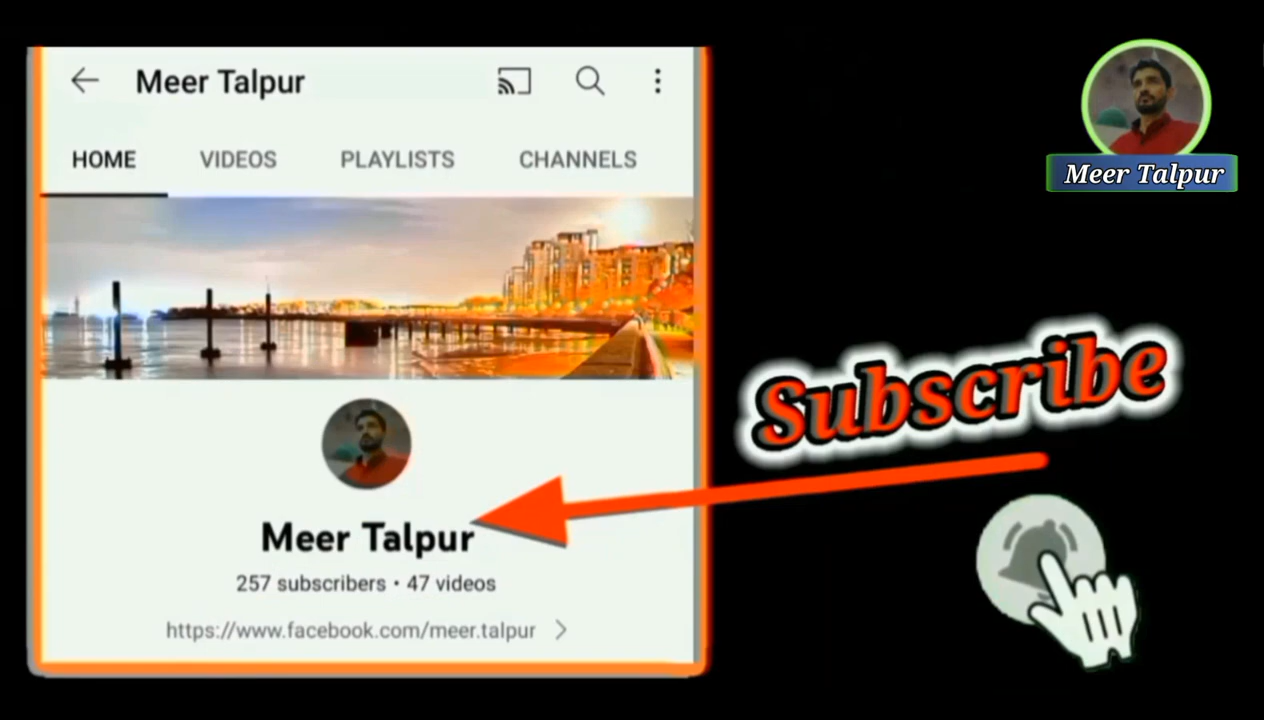 Meer Talpur
HOME VIDEOS PLAYLISTS CHANNELS
Meer Talpur
257 subscribers • 47 videos
https://www.facebook.com/meer.talpur
Meer Talpur
Subscribe